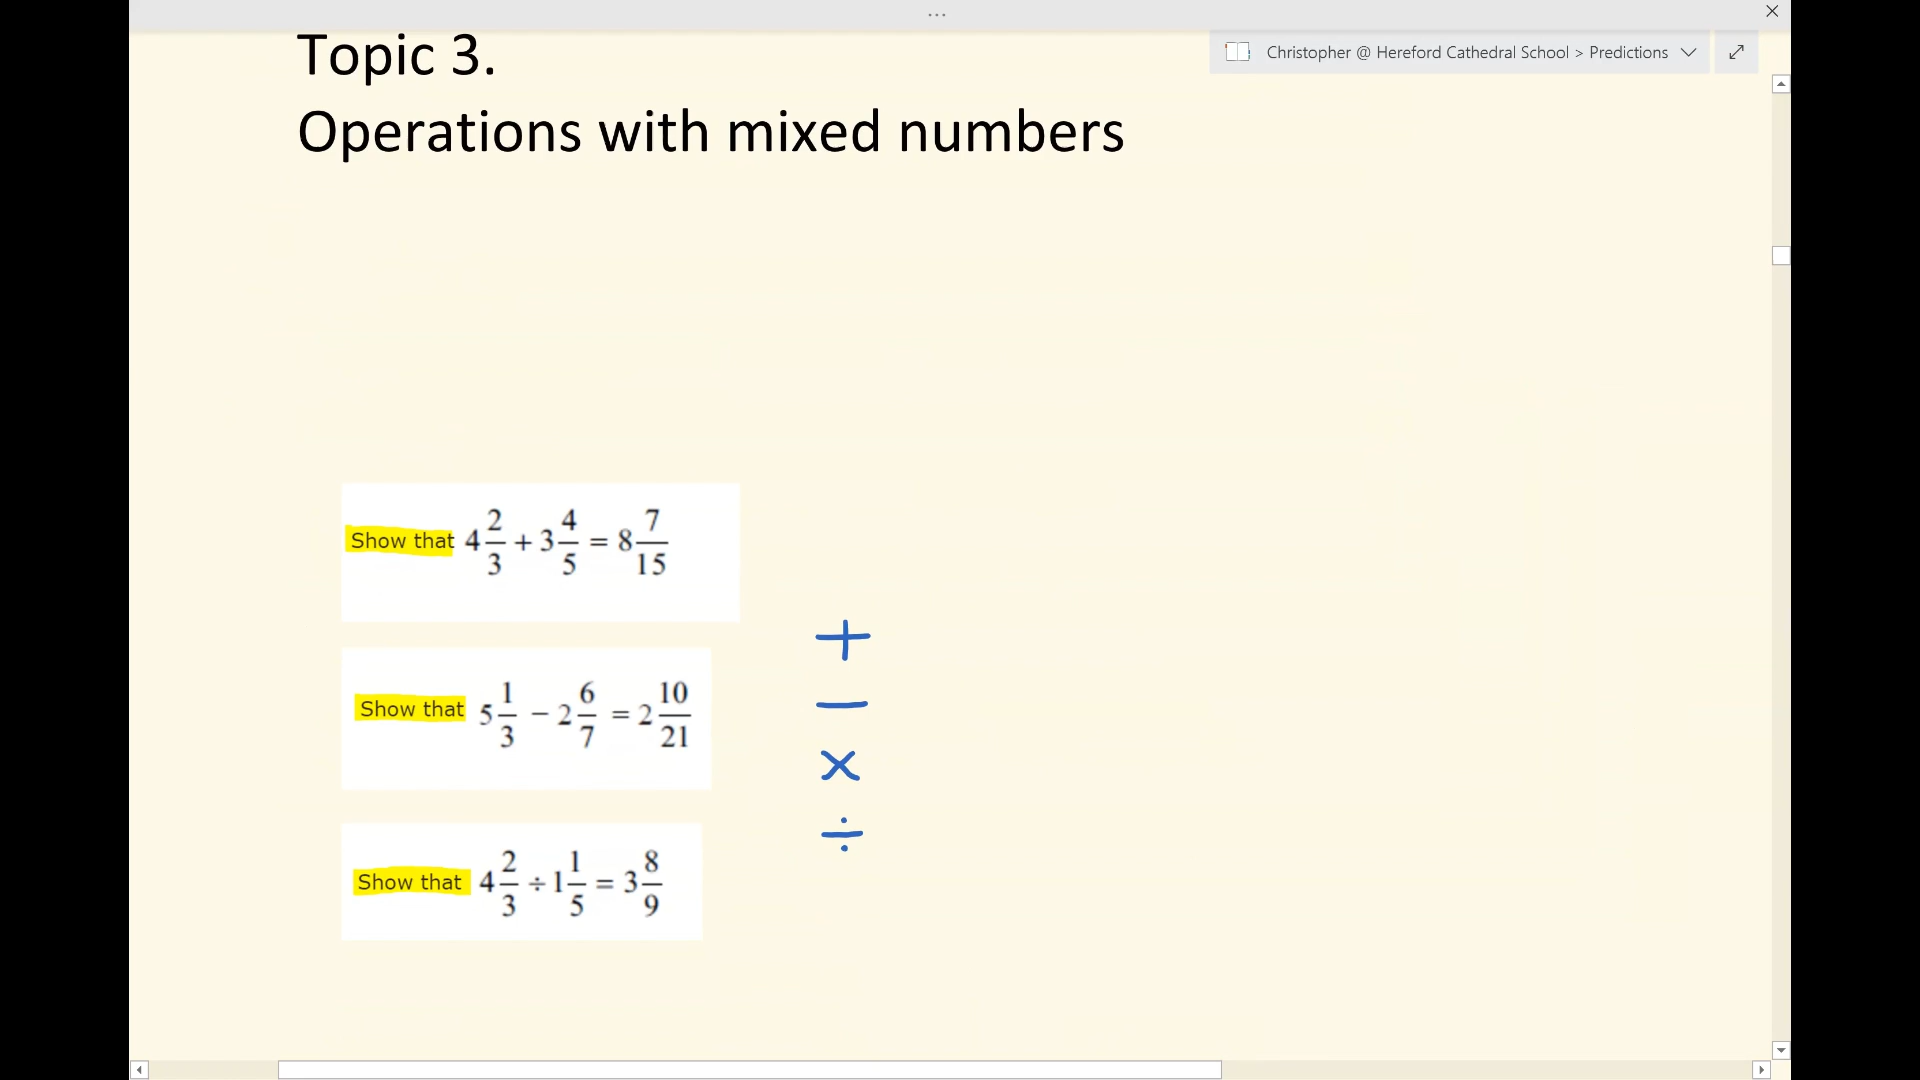 ...
Topic 3.
Christopher @ Hereford Cathedral School > Predictions
Operations with mixed numbers
Show that 4 2/3 + 3 4/5 = 8 7/15
Show that 5 1/3 − 2 6/7 = 2 10/21
Show that 4 2/3 ÷ 1 1/5 = 3 8/9
+
−
×
÷